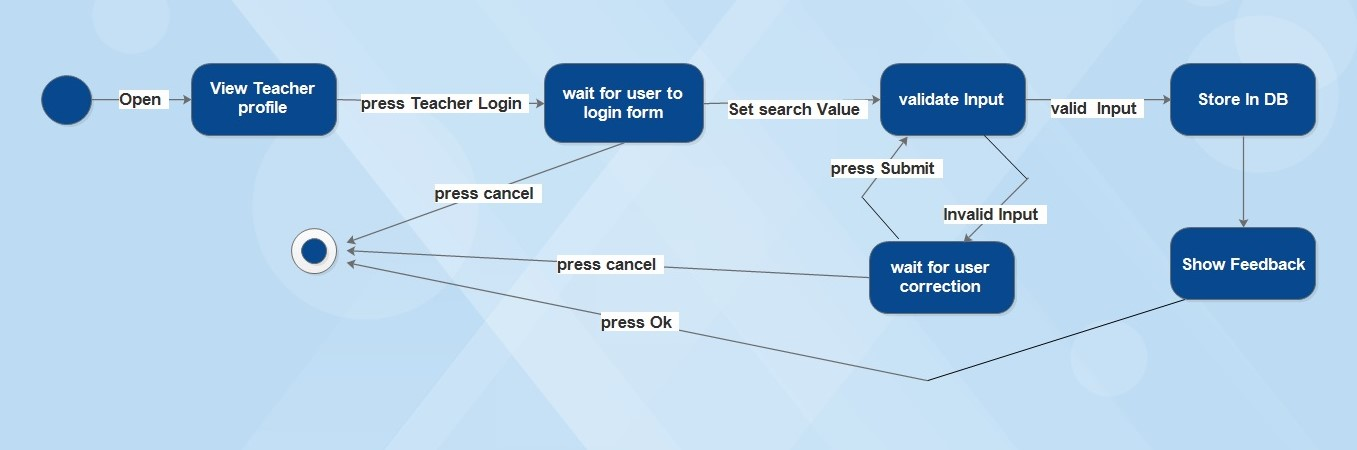 Open
View Teacher
profile
press Teacher Login
wait for user to
login form
Set search Value
validate Input
valid  Input
Store In DB
press Submit
press cancel
Invalid Input
press cancel
wait for user
correction
Show Feedback
press Ok